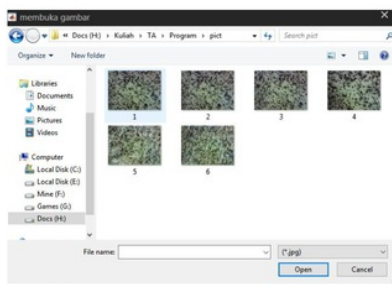 membuka gambar
« Docs (H:) › Kuliah › TA › Program › pict
Search pict
Organize
New folder
Libraries
Documents
Music
Pictures
Videos
Computer
Local Disk (C:)
Local Disk (E:)
Mine (F:)
Games (G:)
Docs (H:)
1 2 3 4
5 6
File name:
(*.jpg)
Open Cancel